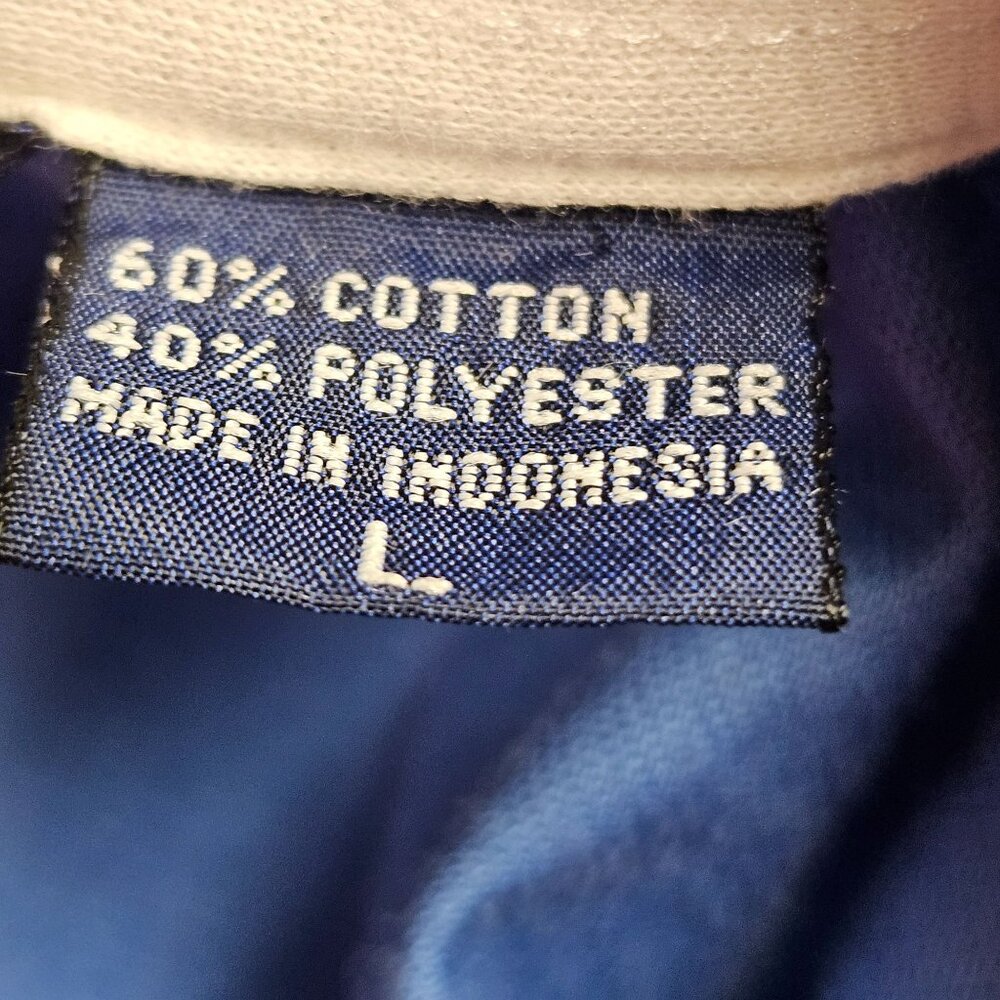 60% COTTON
40% POLYESTER
MADE IN INDONESIA
L